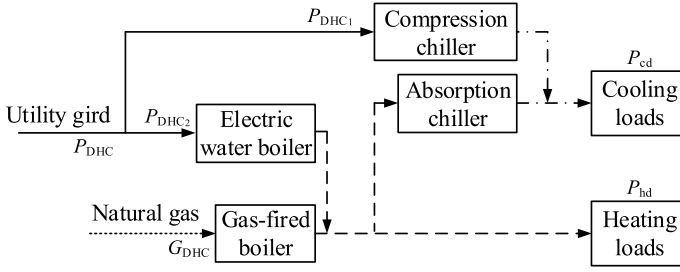 P_DHC1
Compression
chiller
Utility gird
P_DHC
P_DHC2
Electric
water boiler
Absorption
chiller
P_cd
Cooling
loads
Natural gas
G_DHC
Gas-fired
boiler
P_hd
Heating
loads